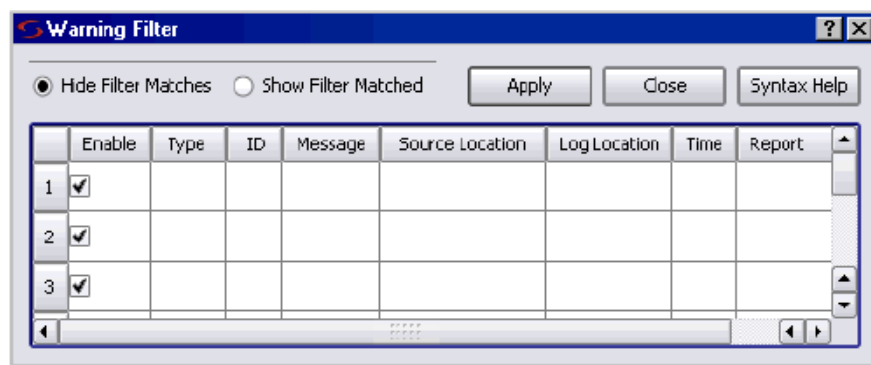 Warning Filter
Hide Filter Matches Show Filter Matched Apply Close Syntax Help
Enable Type ID Message Source Location Log Location Time Report
1
2
3